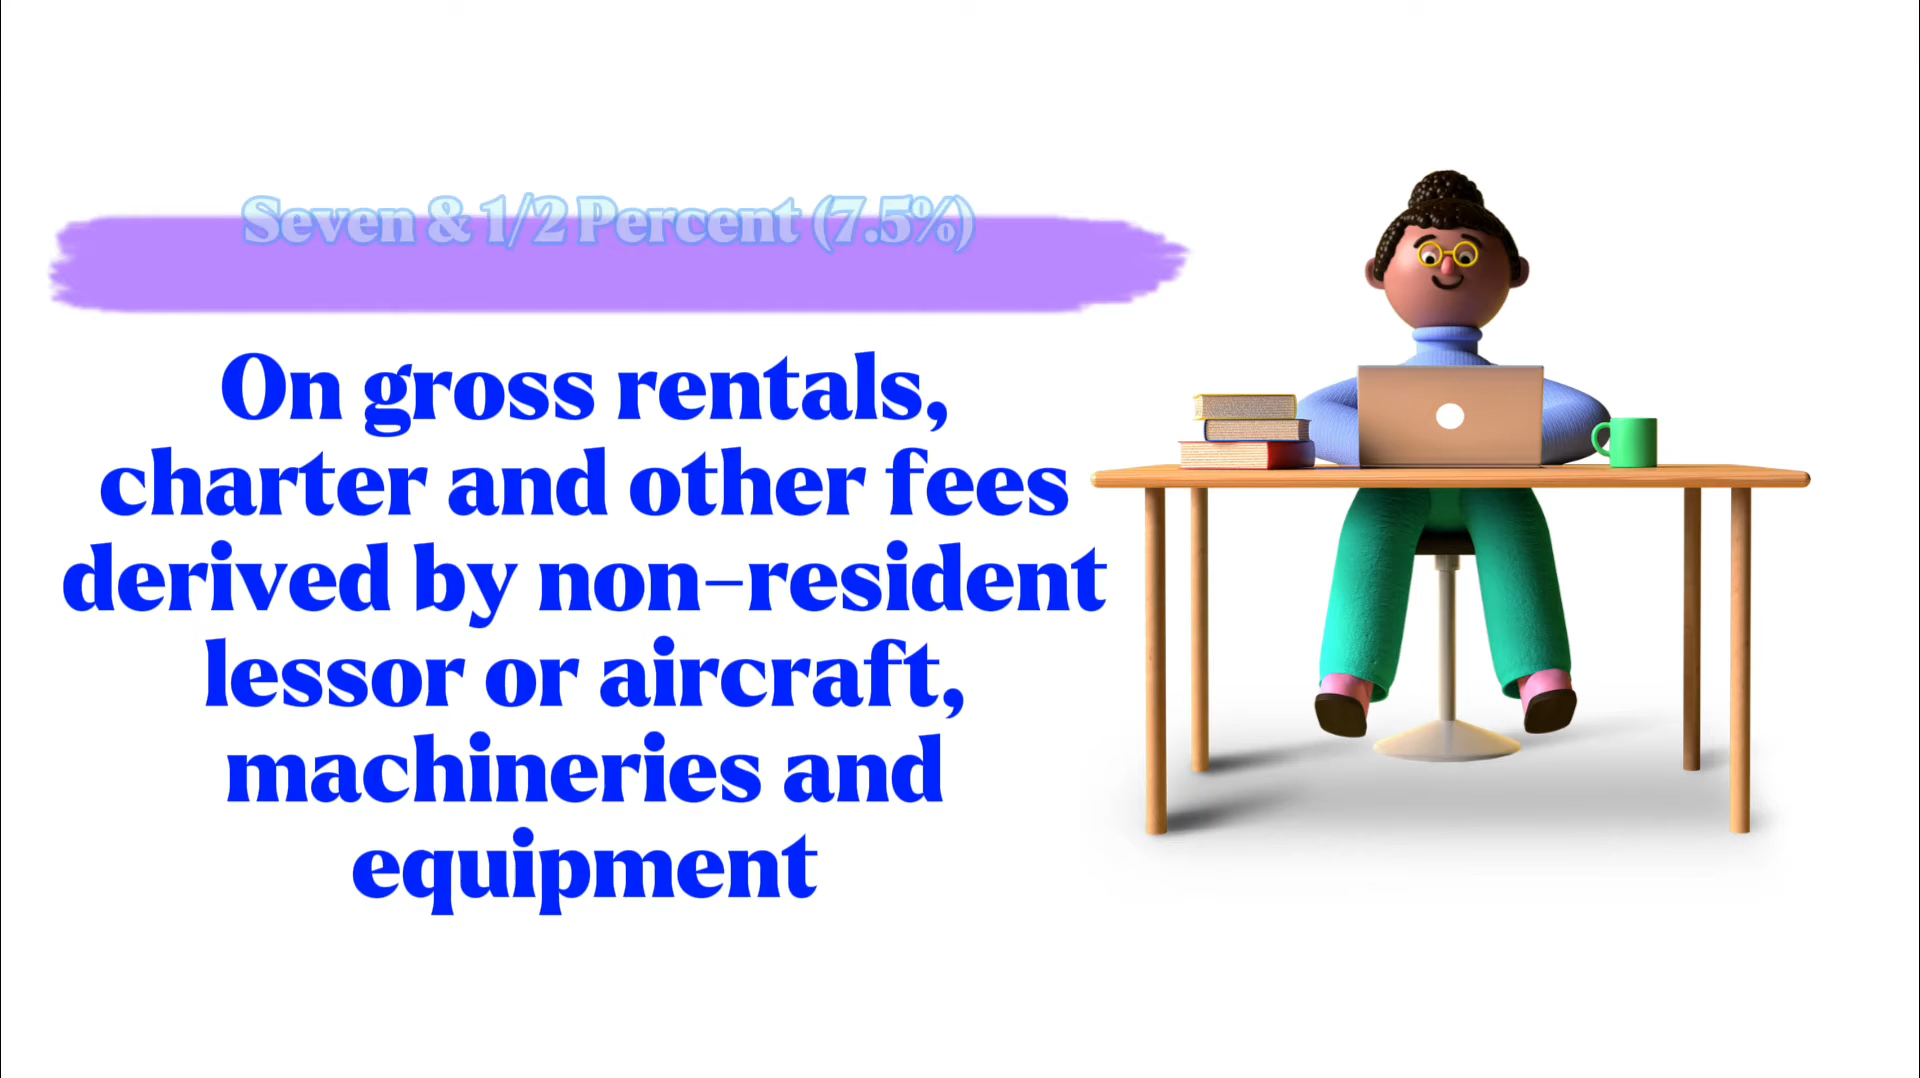 Seven & 1/2 Percent (7.5%)
On gross rentals,
charter and other fees
derived by non-resident
lessor or aircraft,
machineries and
equipment